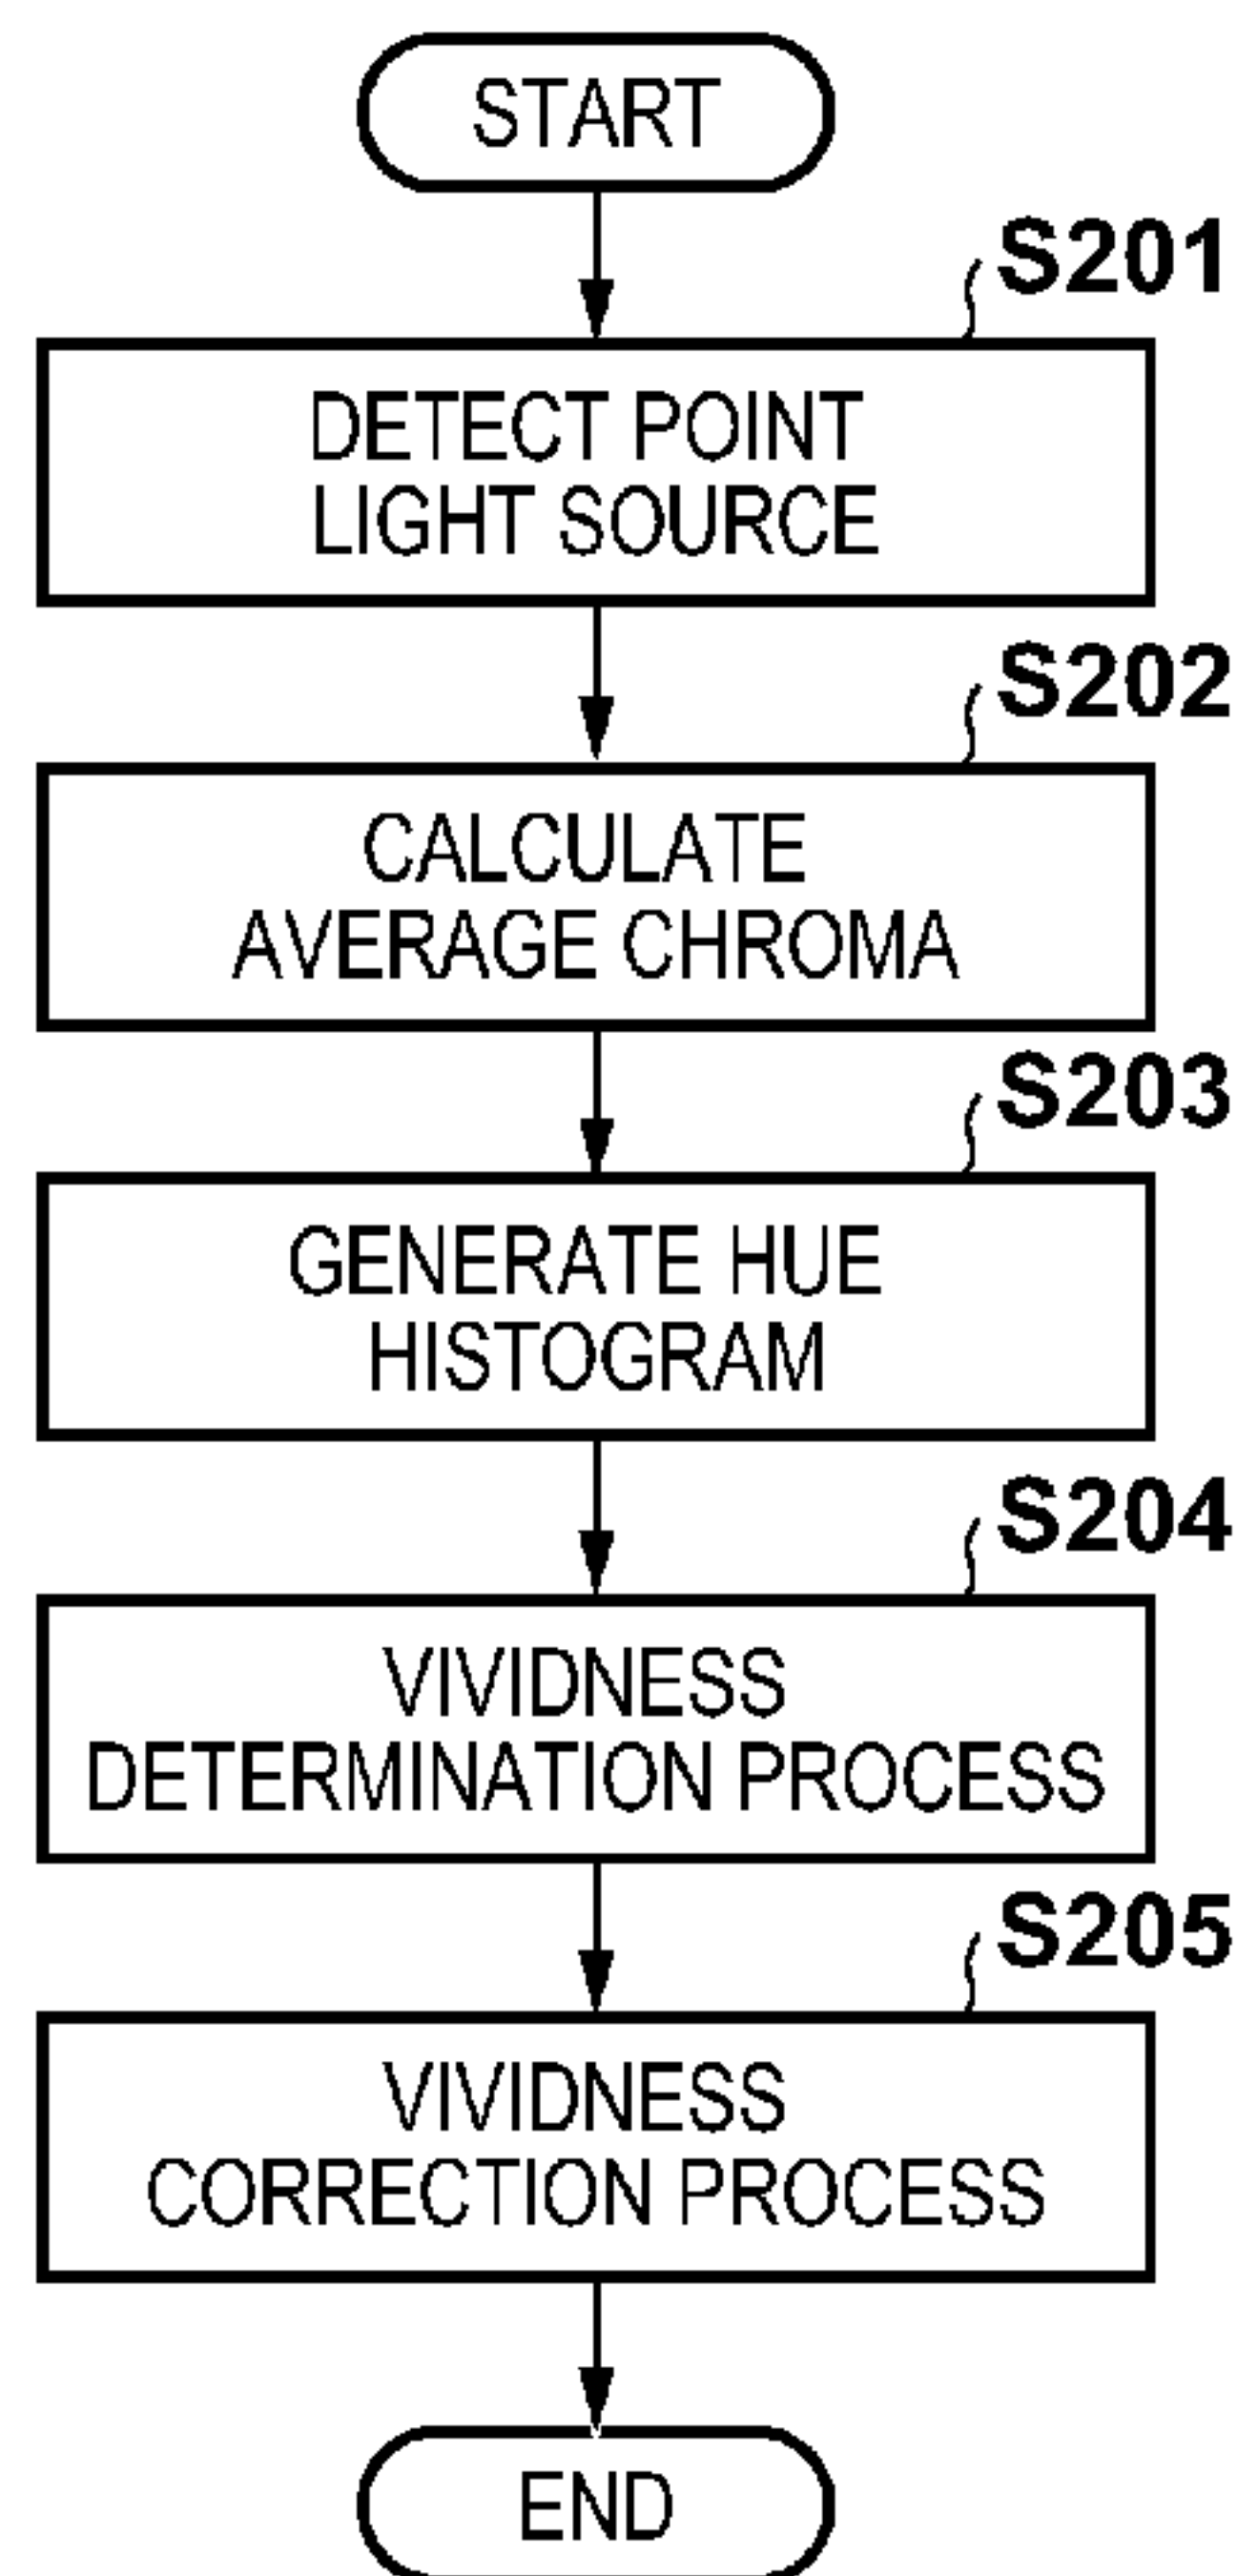 START
S201
DETECT POINT
LIGHT SOURCE
S202
CALCULATE
AVERAGE CHROMA
S203
GENERATE HUE
HISTOGRAM
S204
VIVIDNESS
DETERMINATION PROCESS
S205
VIVIDNESS
CORRECTION PROCESS
END